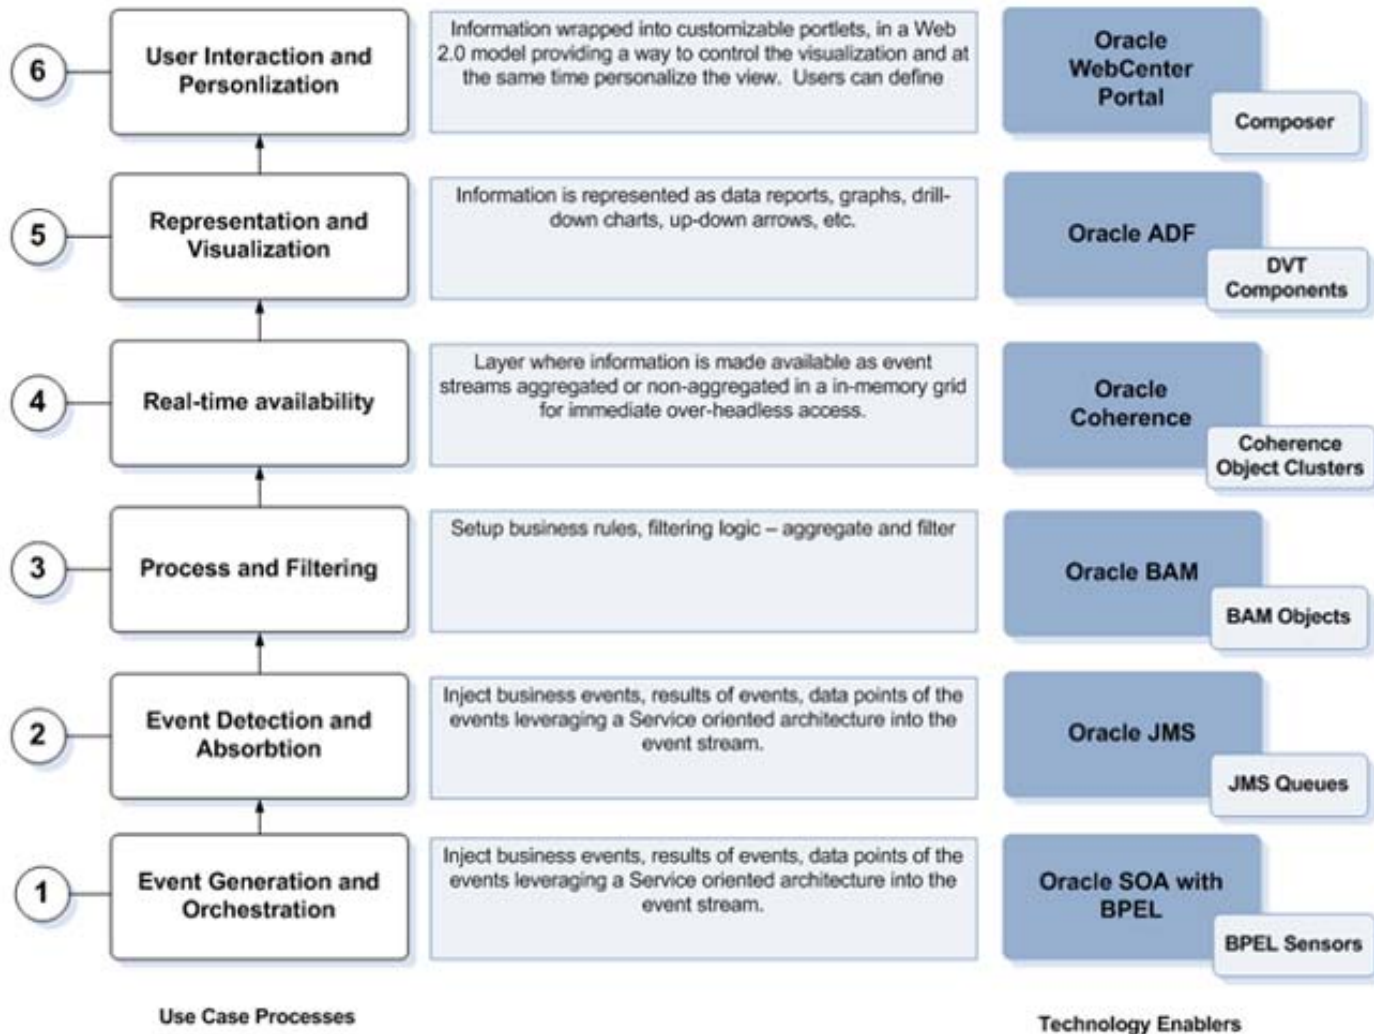 6
User Interaction and
Personlization
Information wrapped into customizable portlets, in a Web
2.0 model providing a way to control the visualization and at
the same time personalize the view.  Users can define
Oracle
WebCenter
Portal
Composer
5
Representation and
Visualization
Information is represented as data reports, graphs, drill-
down charts, up-down arrows, etc.
Oracle ADF
DVT
Components
4
Real-time availability
Layer where information is made available as event
streams aggregated or non-aggregated in a in-memory grid
for immediate over-headless access.
Oracle
Coherence
Coherence
Object Clusters
3
Process and Filtering
Setup business rules, filtering logic – aggregate and filter
Oracle BAM
BAM Objects
2
Event Detection and
Absorbtion
Inject business events, results of events, data points of the
events leveraging a Service oriented architecture into the
event stream.
Oracle JMS
JMS Queues
1
Event Generation and
Orchestration
Inject business events, results of events, data points of the
events leveraging a Service oriented architecture into the
event stream.
Oracle SOA with
BPEL
BPEL Sensors
Use Case Processes
Technology Enablers